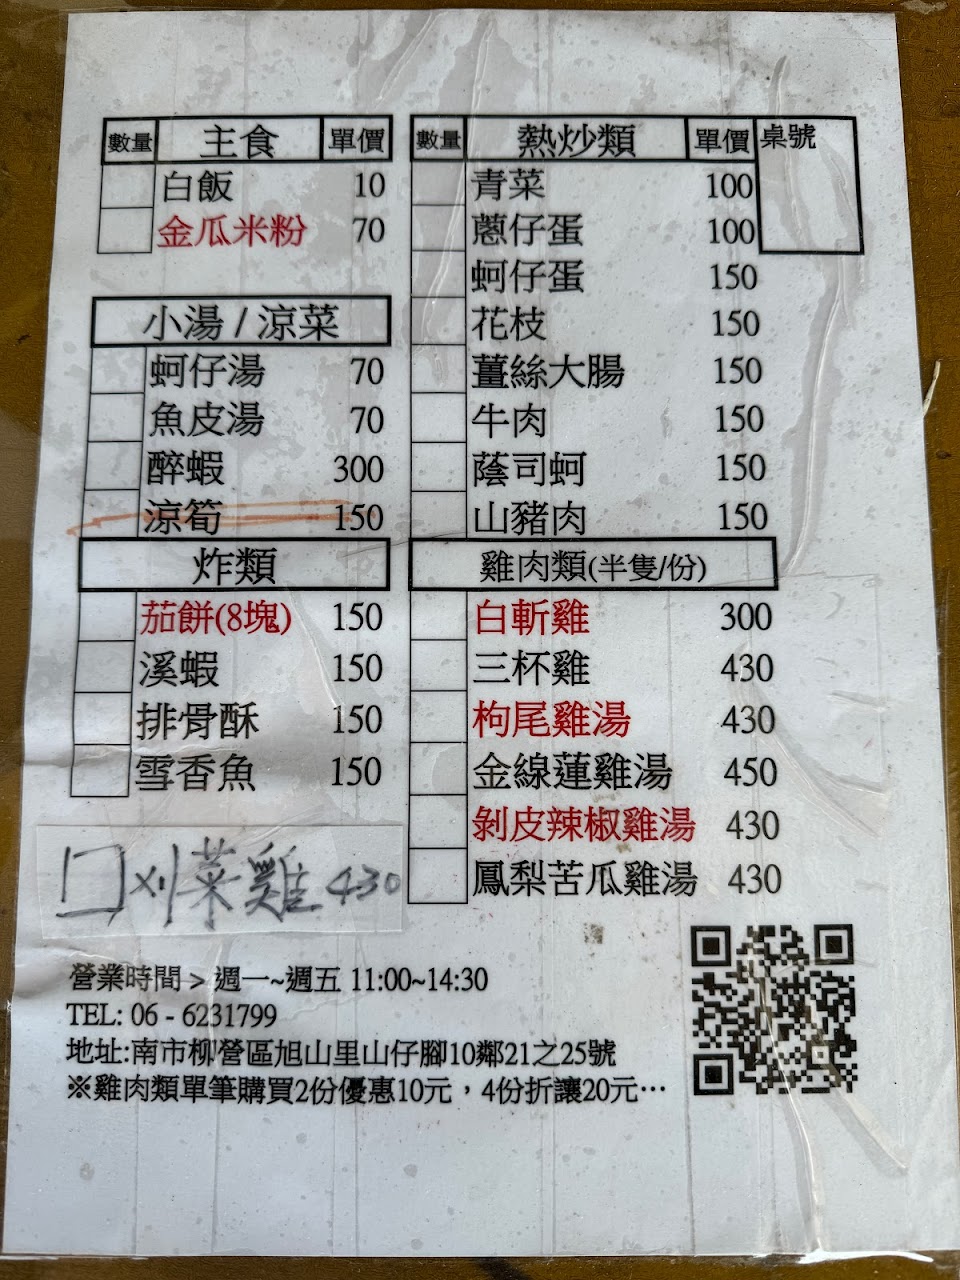 數量 主食 單價
白飯 10
金瓜米粉 70
小湯 / 涼菜
蚵仔湯 70
魚皮湯 70
醉蝦 300
涼筍 150
炸類
茄餅(8塊) 150
溪蝦 150
排骨酥 150
雪香魚 150
刈菜雞 430
數量 熱炒類 單價 桌號
青菜 100
蔥仔蛋 100
蚵仔蛋 150
花枝 150
薑絲大腸 150
牛肉 150
蔭司蚵 150
山豬肉 150
雞肉類(半隻/份)
白斬雞 300
三杯雞 430
枸尾雞湯 430
金線蓮雞湯 450
剝皮辣椒雞湯 430
鳳梨苦瓜雞湯 430
營業時間 > 週一~週五 11:00~14:30
TEL: 06 - 6231799
地址:南市柳營區旭山里山仔腳10鄰21之25號
※雞肉類單筆購買2份優惠10元，4份折讓20元…